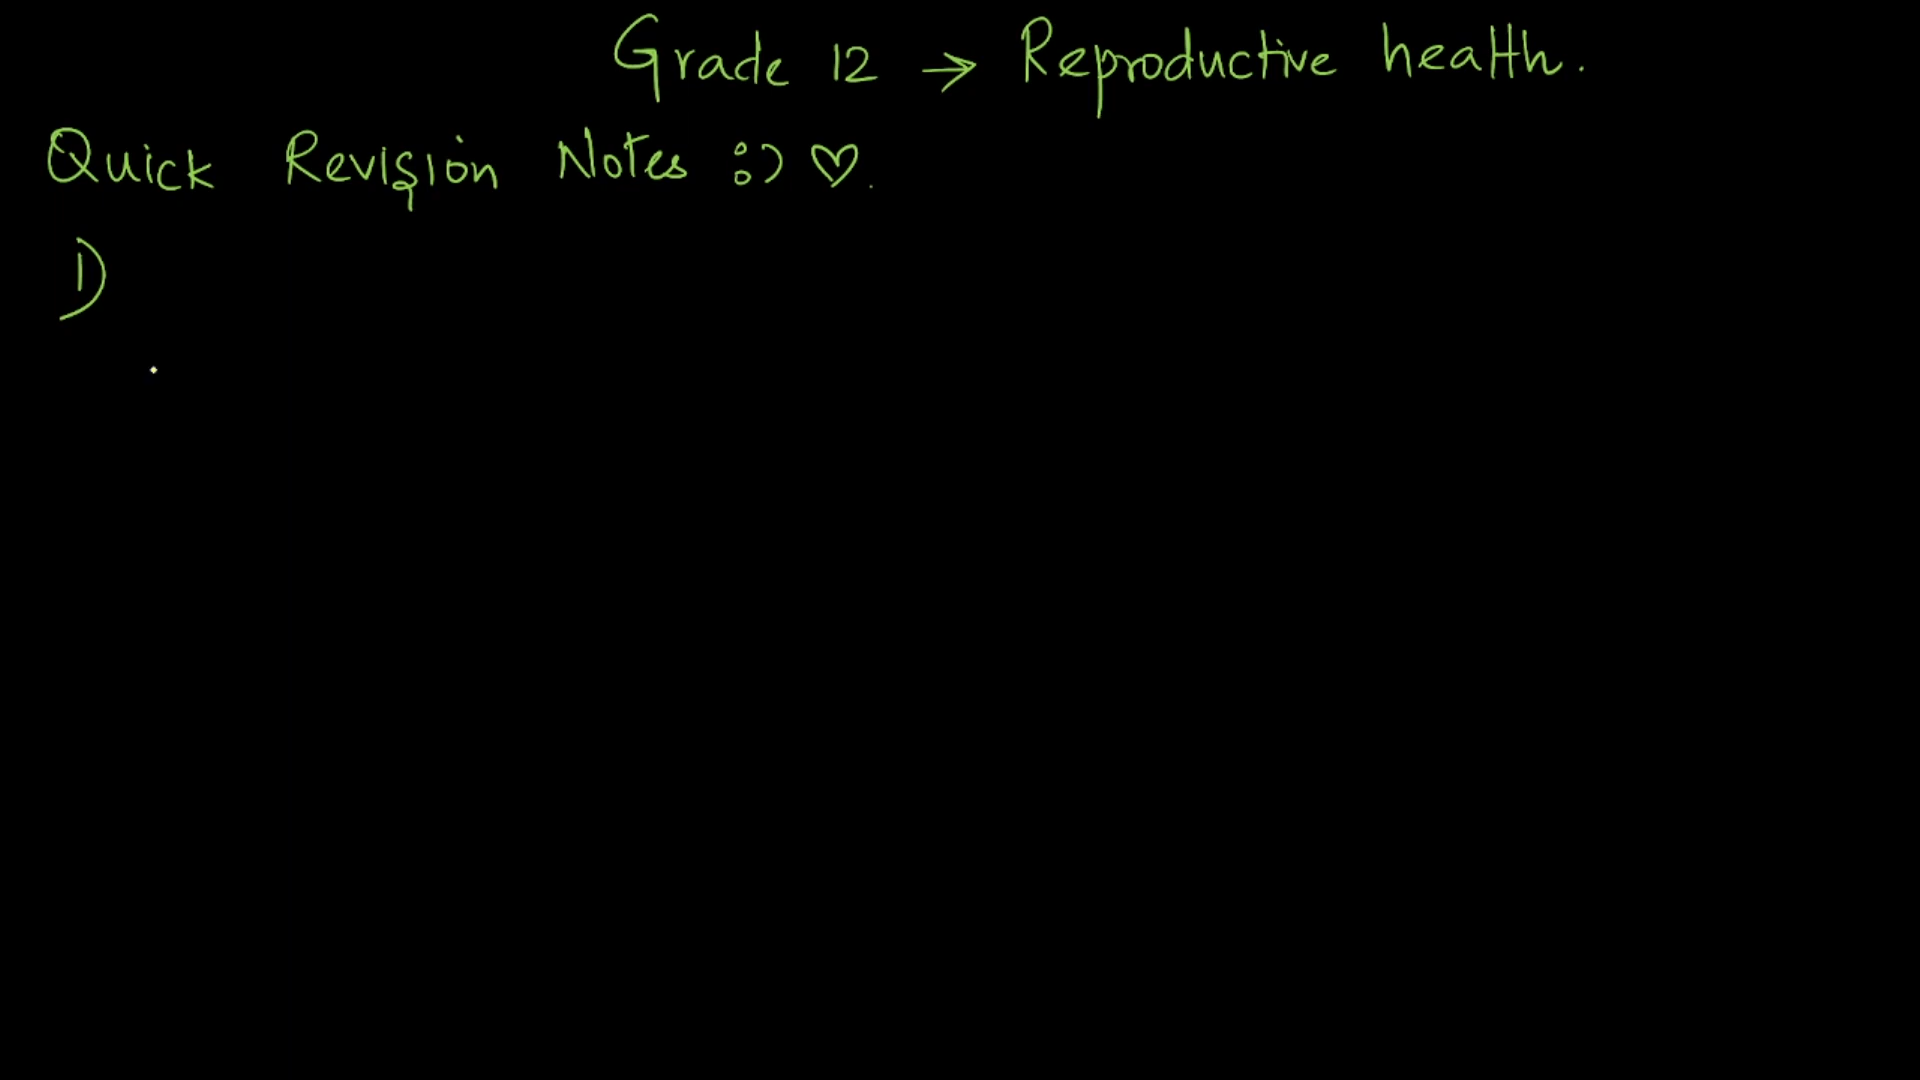 Grade 12 → Reproductive health.
Quick Revision Notes :) ♡.
1)